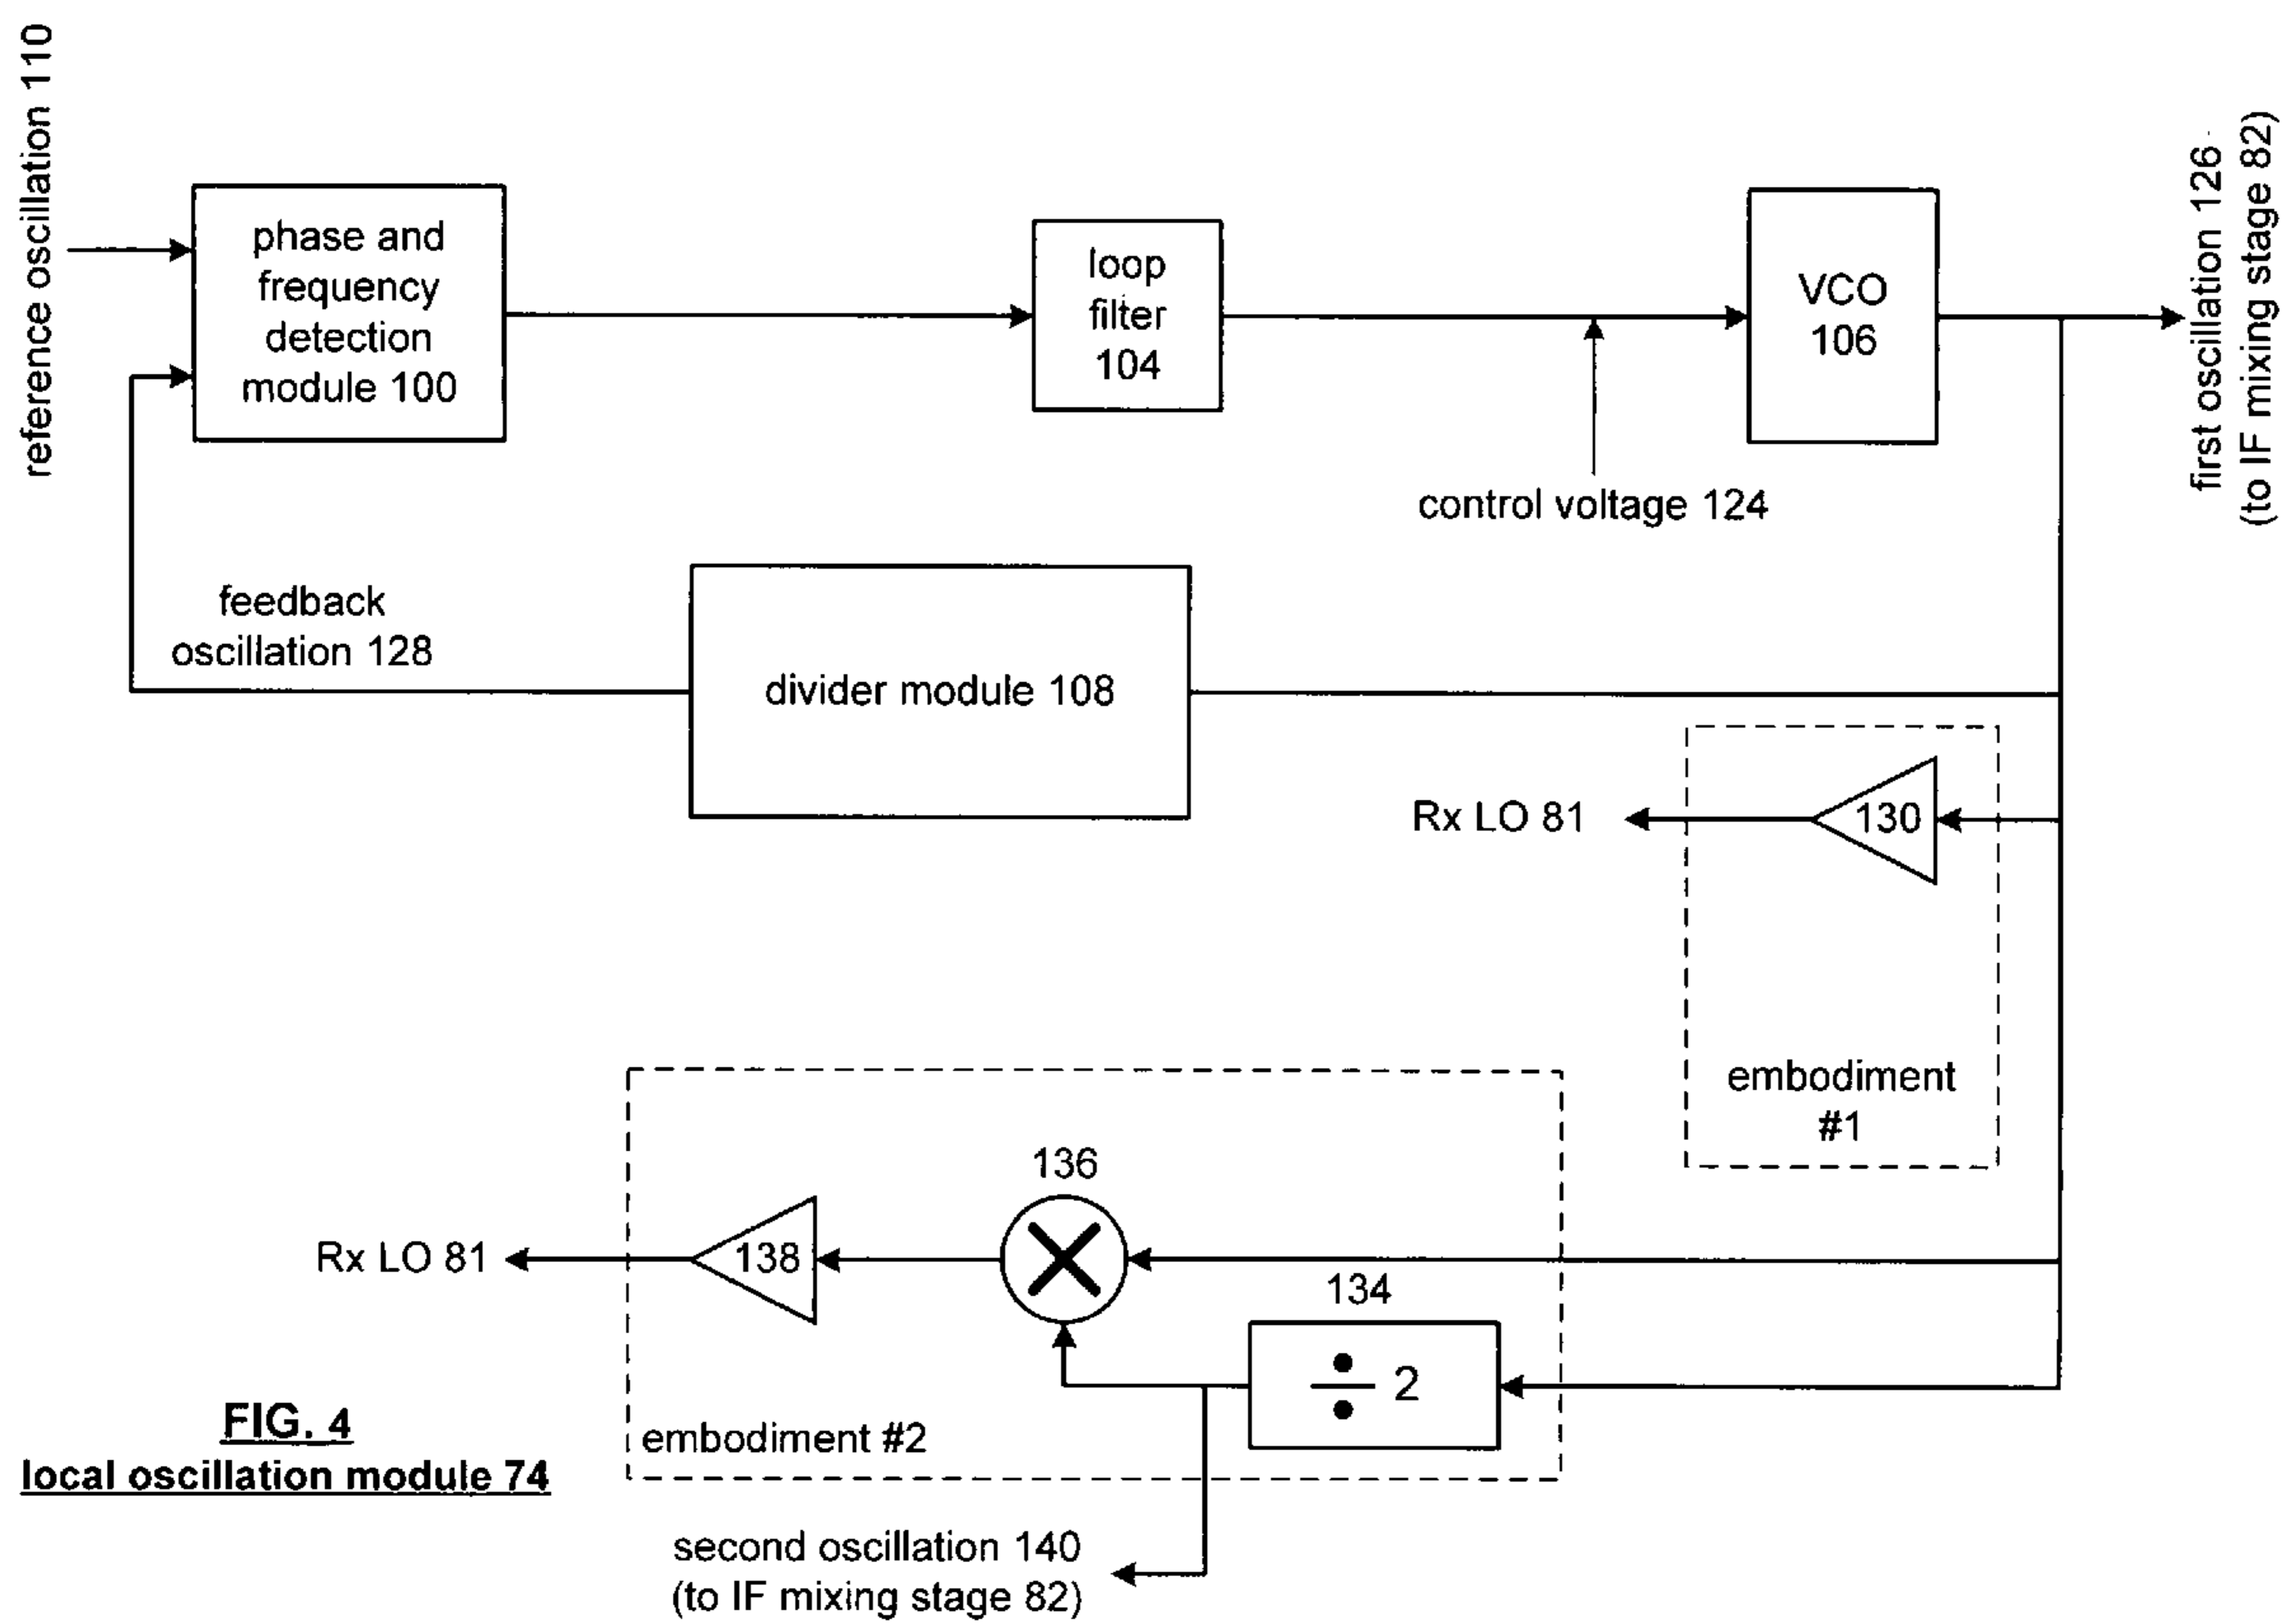 reference oscillation 110
phase and
frequency
detection
module 100
loop
filter
104
VCO
106
first oscillation 126
(to IF mixing stage 82)
control voltage 124
feedback
oscillation 128
divider module 108
Rx LO 81
130
embodiment
#1
136
Rx LO 81
138
134
÷ 2
embodiment #2
FIG. 4
local oscillation module 74
second oscillation 140
(to IF mixing stage 82)